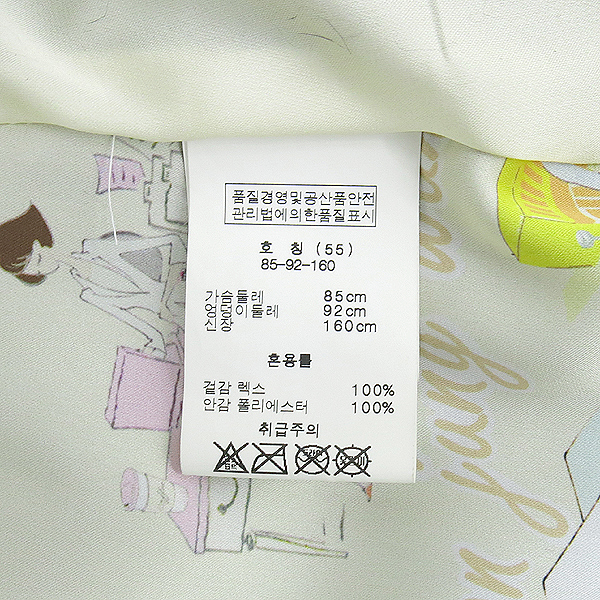 품질경영및공산품안전
관리법에의한품질표시
호 칭 (55)
85-92-160
가슴둘레 85cm
엉덩이둘레 92cm
신장 160cm
혼용률
겉감 렉스 100%
안감 폴리에스터 100%
취급주의
jung